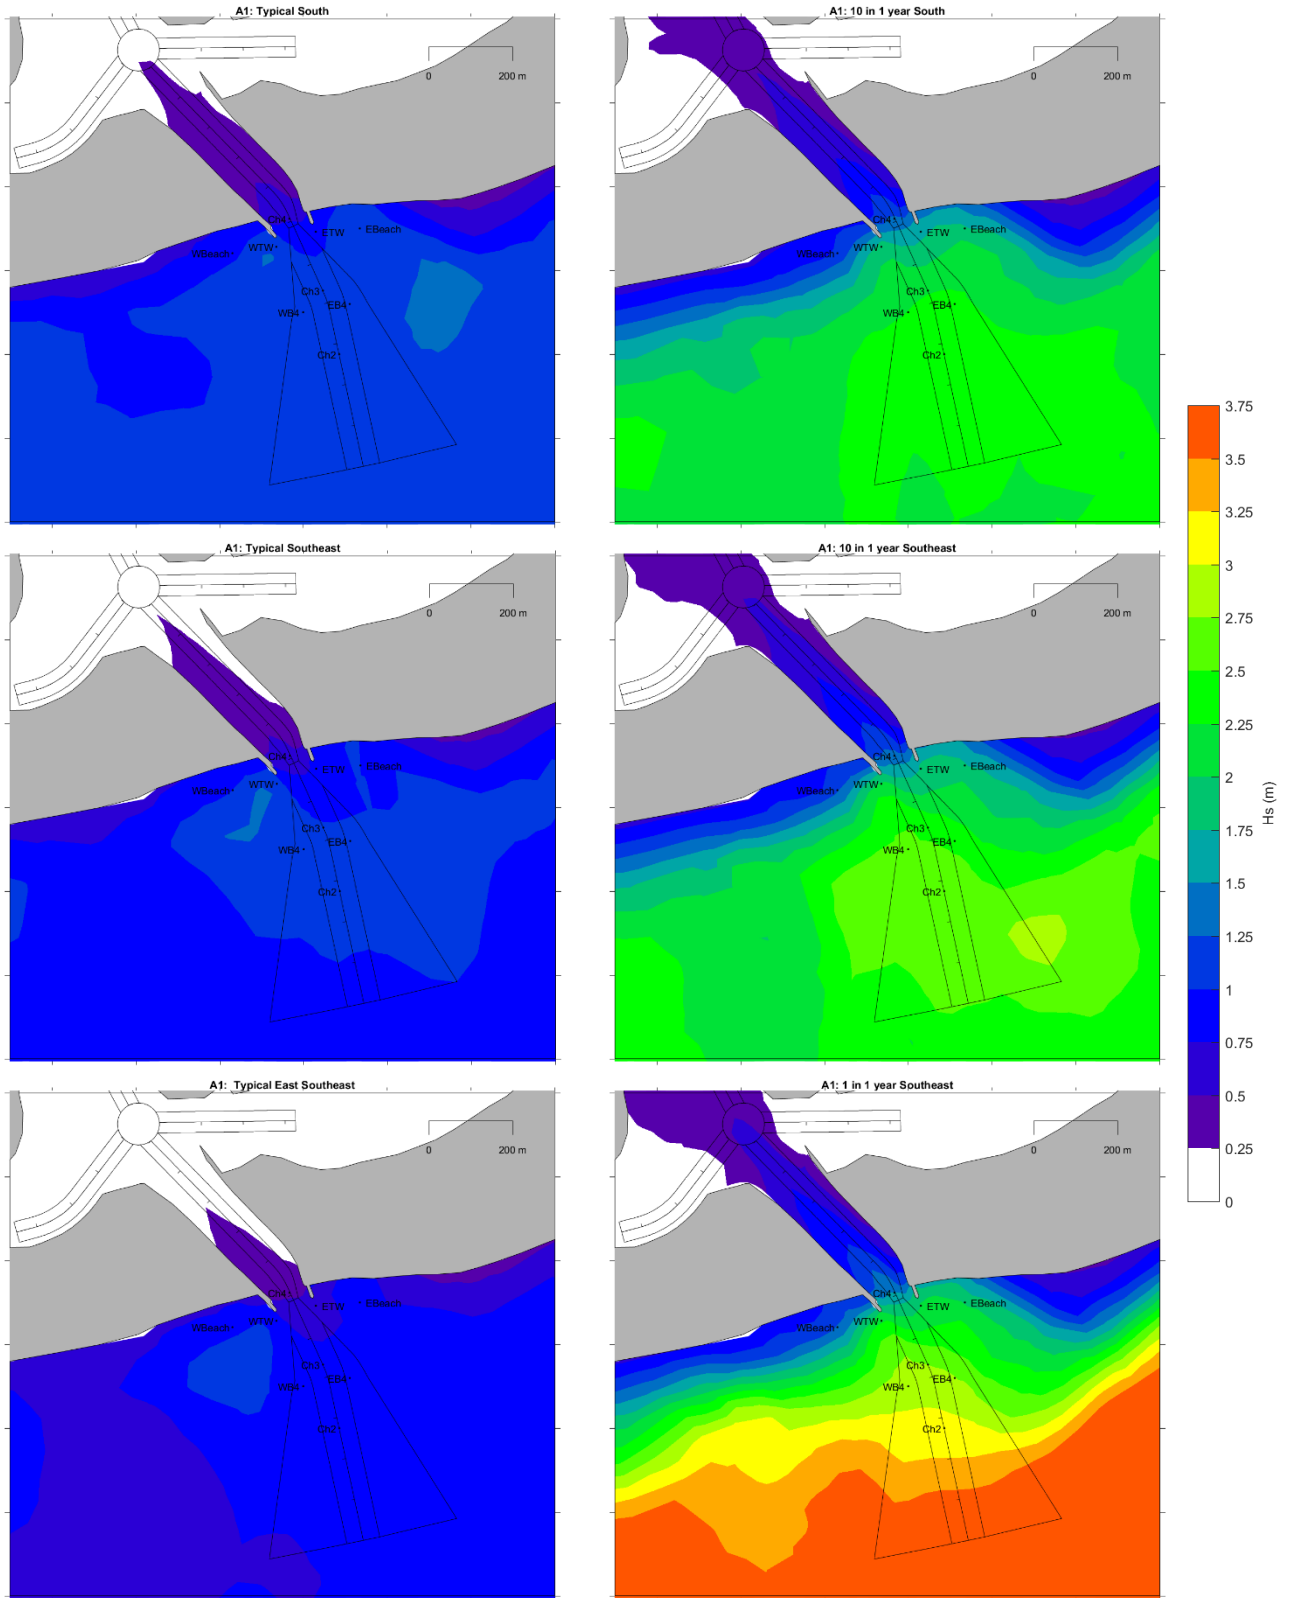 A1: Typical South
A1: 10 in 1 year South
0 200 m
0 200 m
Ch4
ETW
EBeach
WTW
WBeach
Ch3
EB4
WB4
Ch2
Ch4
ETW
EBeach
WTW
WBeach
Ch3
EB4
WB4
Ch2
A1: Typical Southeast
A1: 10 in 1 year Southeast
0 200 m
0 200 m
Ch4
ETW
EBeach
WTW
WBeach
Ch3
EB4
WB4
Ch2
Ch4
ETW
EBeach
WTW
WBeach
Ch3
EB4
WB4
Ch2
A1: Typical East Southeast
A1: 1 in 1 year Southeast
0 200 m
0 200 m
Ch4
ETW
EBeach
WTW
WBeach
Ch3
EB4
WB4
Ch2
Ch4
ETW
EBeach
WTW
WBeach
Ch3
EB4
WB4
Ch2
3.75
3.5
3.25
3
2.75
2.5
2.25
2
1.75
1.5
1.25
1
0.75
0.5
0.25
0
Hs (m)